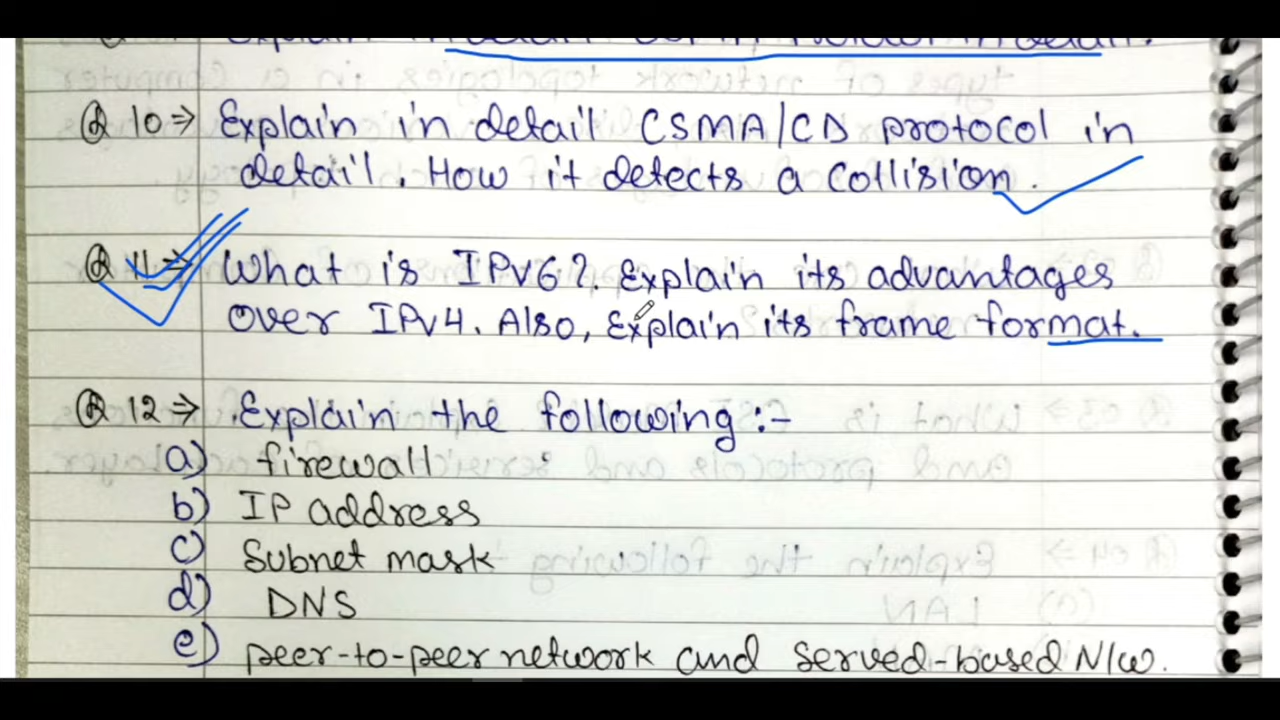 Explain
Q 10⇒ Explain in detail CSMA/CD protocol in
detail. How it detects a collision.
Q 11⇒ What is IPv6?. Explain its advantages
over IPv4. Also, Explain its frame format.
Q 12⇒ Explain the following :-
a) firewall
b) IP address
c) Subnet mask
d) DNS
e) peer-to-peer network and served-based N/w.